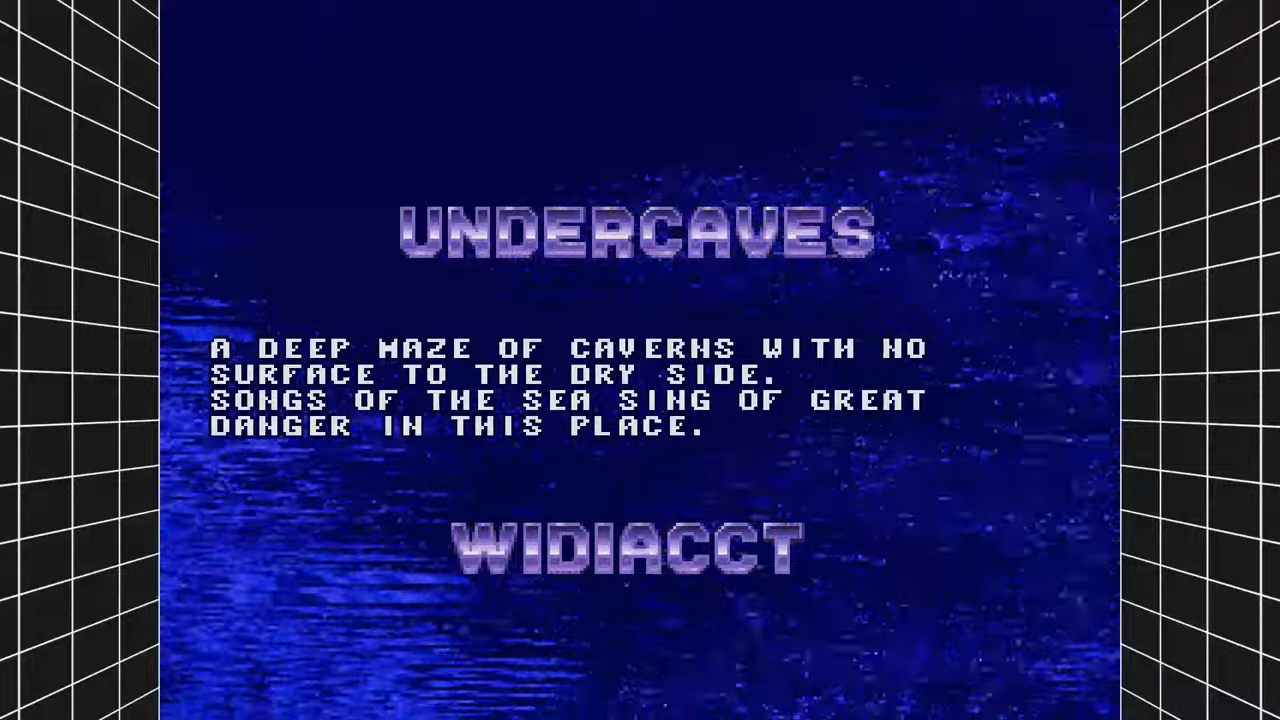 UNDERCAVES
A DEEP MAZE OF CAVERNS WITH NO
SURFACE TO THE DRY SIDE.
SONGS OF THE SEA SING OF GREAT
DANGER IN THIS PLACE.
WIDIACCT